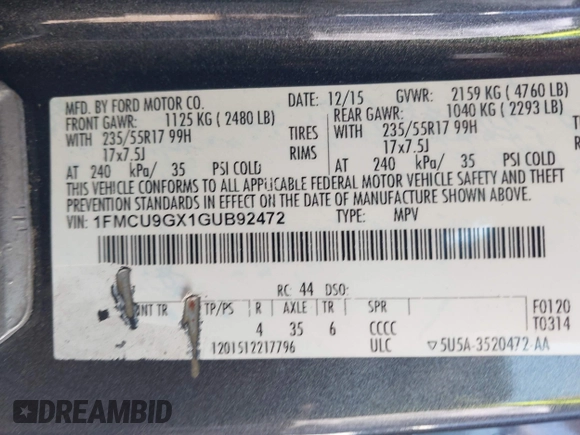 MFD. BY FORD MOTOR CO. DATE: 12/15 GVWR: 2159 KG ( 4760 LB)
FRONT GAWR: 1125 KG ( 2480 LB) REAR GAWR: 1040 KG ( 2293 LB)
WITH 235/55R17 99H TIRES WITH 235/55R17 99H
17x7.5J RIMS 17x7.5J
AT 240 kPa/ 35 PSI COLD AT 240 kPa/ 35 PSI COLD
THIS VEHICLE CONFORMS TO ALL APPLICABLE FEDERAL MOTOR VEHICLE SAFETY AND THEFT
PREVENTION STANDARDS IN EFFECT ON THE DATE OF MANUFACTURE SHOWN ABOVE.
VIN: 1FMCU9GX1GUB92472 TYPE: MPV
RC: 44 DSO:
INT TR TP/PS R AXLE TR SPR
4 35 6 CCCC
1201512217796 ULC
F0120
T0314
▽5U5A-3520472-AA
DREAMBID